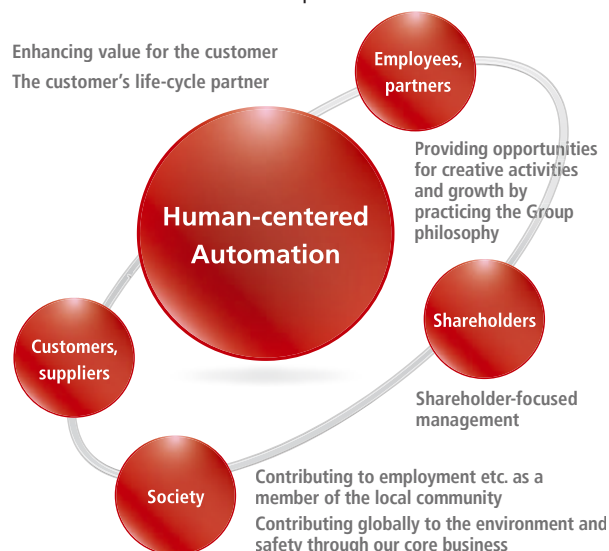 Enhancing value for the customer
The customer's life-cycle partner
Employees,
partners
Providing opportunities
for creative activities
and growth by
practicing the Group
philosophy
Human-centered
Automation
Shareholders
Shareholder-focused
management
Customers,
suppliers
Society
Contributing to employment etc. as a
member of the local community
Contributing globally to the environment and
safety through our core business